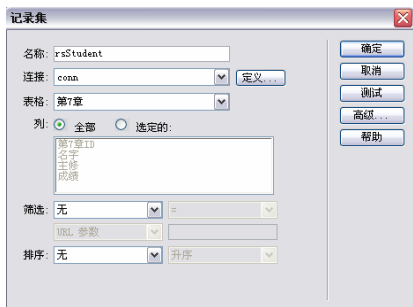 记录集
名称: rsStudent
连接: conn 定义...
表格: 第7章
列: 全部 选定的:
第7章ID
名字
主修
成绩
筛选: 无 =
URL 参数
排序: 无 升序
确定
取消
测试
高级...
帮助